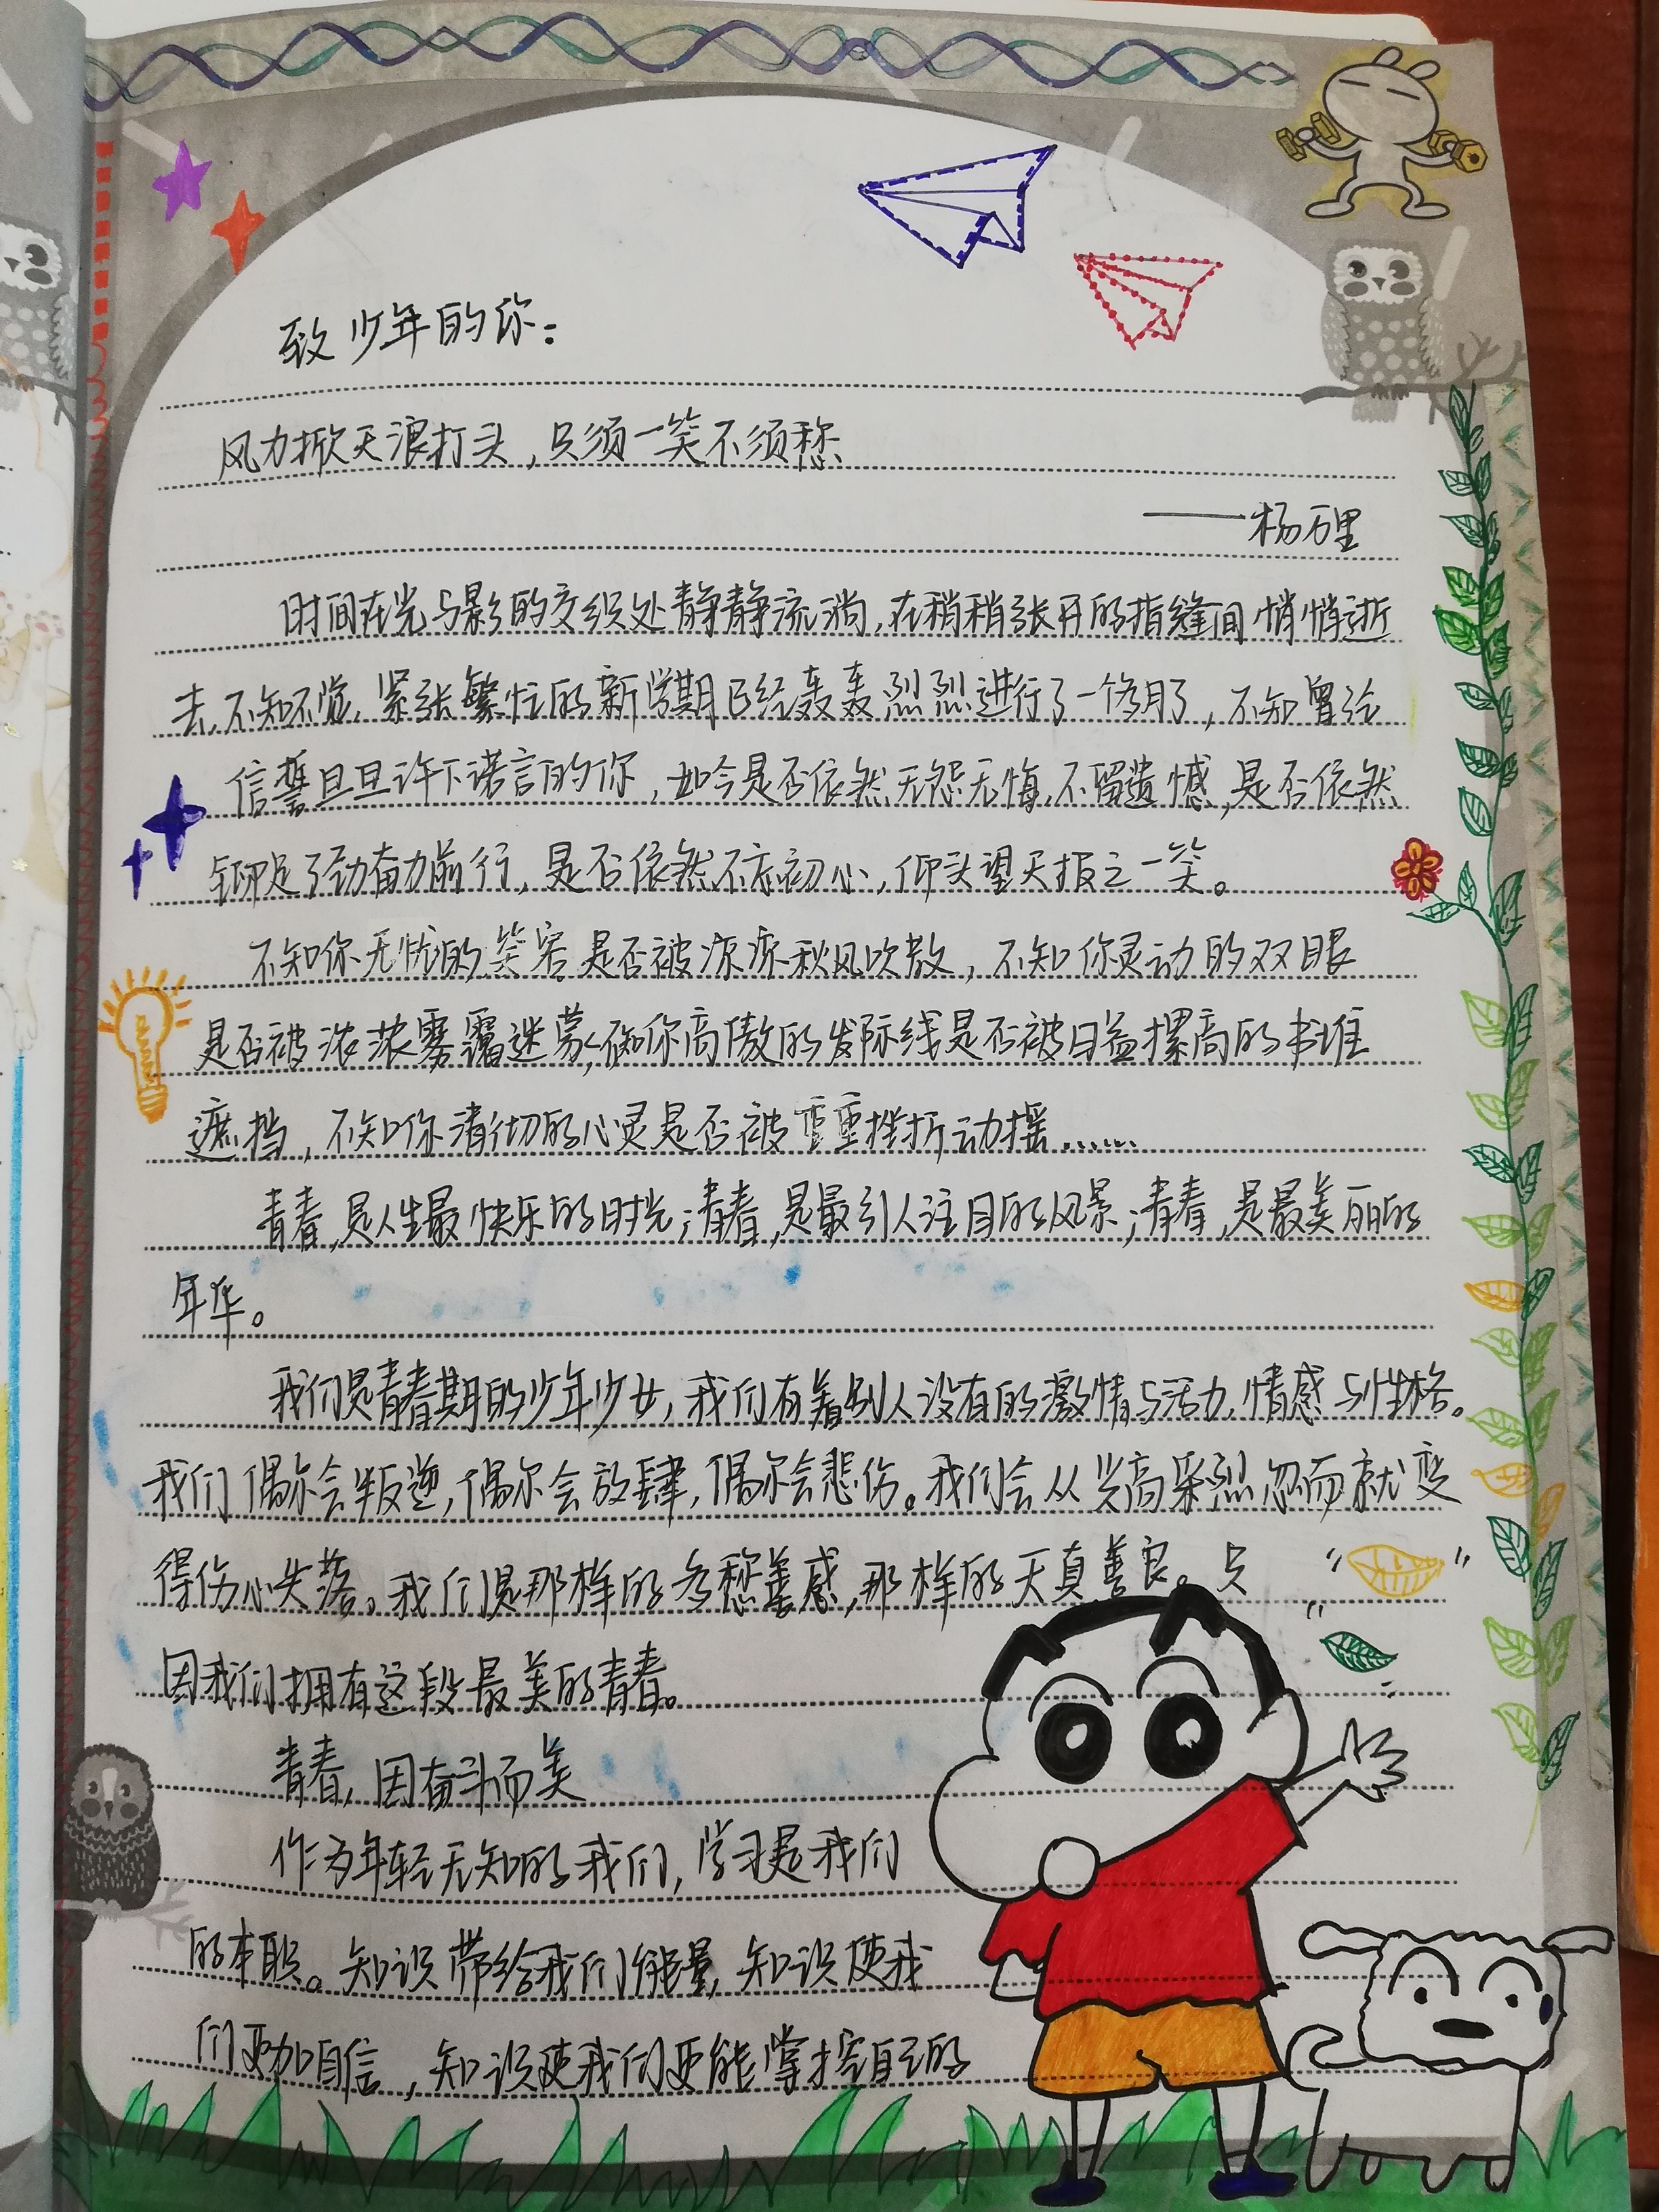 致少年的你：
风力掀天浪打头，只须一笑不须愁
——杨万里
时间在光与影的交织处静静流淌，在稍稍张开的指缝间悄悄逝
去，不知不觉，紧张繁忙的新学期已经轰轰烈烈进行了一个多月了，不知曾经
信誓旦旦许下诺言的你，如今是否依然无怨无悔，不留遗憾，是否依然
铆足了劲奋力前行，是否依然不忘初心，仰头望天报之一笑。
不知你无忧的笑容是否被凉凉秋风吹散，不知你灵动的双眼
是否被浓浓雾霭迷蒙，不知你高傲的发际线是否被日益摞高的书堆
遮挡，不知你清彻的心灵是否被重重挫折动摇……
青春，是人生最快乐的时光；青春，是最引人注目的风景；青春，是最美丽的
年华。
我们是青春期的少年少女，我们有着别人没有的激情与活力，情感与性格。
我们偶尔会叛逆，偶尔会放肆，偶尔会悲伤。我们会从兴高采烈忽而就变
得伤心失落。我们是那样的多愁善感，那样的天真善良。只
因我们拥有这段最美的青春。
青春，因奋斗而美
作为年轻无知的我们，学习是我们
的本职。知识带给我们能量，知识使我
们更加自信，知识使我们更能掌控自己的